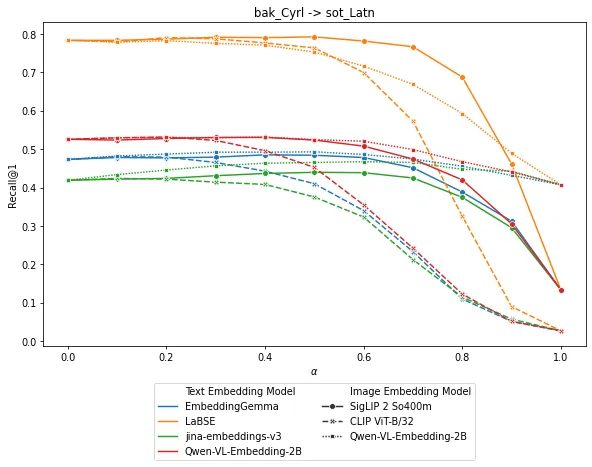 bak_Cyrl -> sot_Latn
Recall@1
0.8
0.7
0.6
0.5
0.4
0.3
0.2
0.1
0.0
0.0 0.2 0.4 0.6 0.8 1.0
α
Text Embedding Model
EmbeddingGemma
LaBSE
jina-embeddings-v3
Qwen-VL-Embedding-2B
Image Embedding Model
SigLIP 2 So400m
CLIP ViT-B/32
Qwen-VL-Embedding-2B